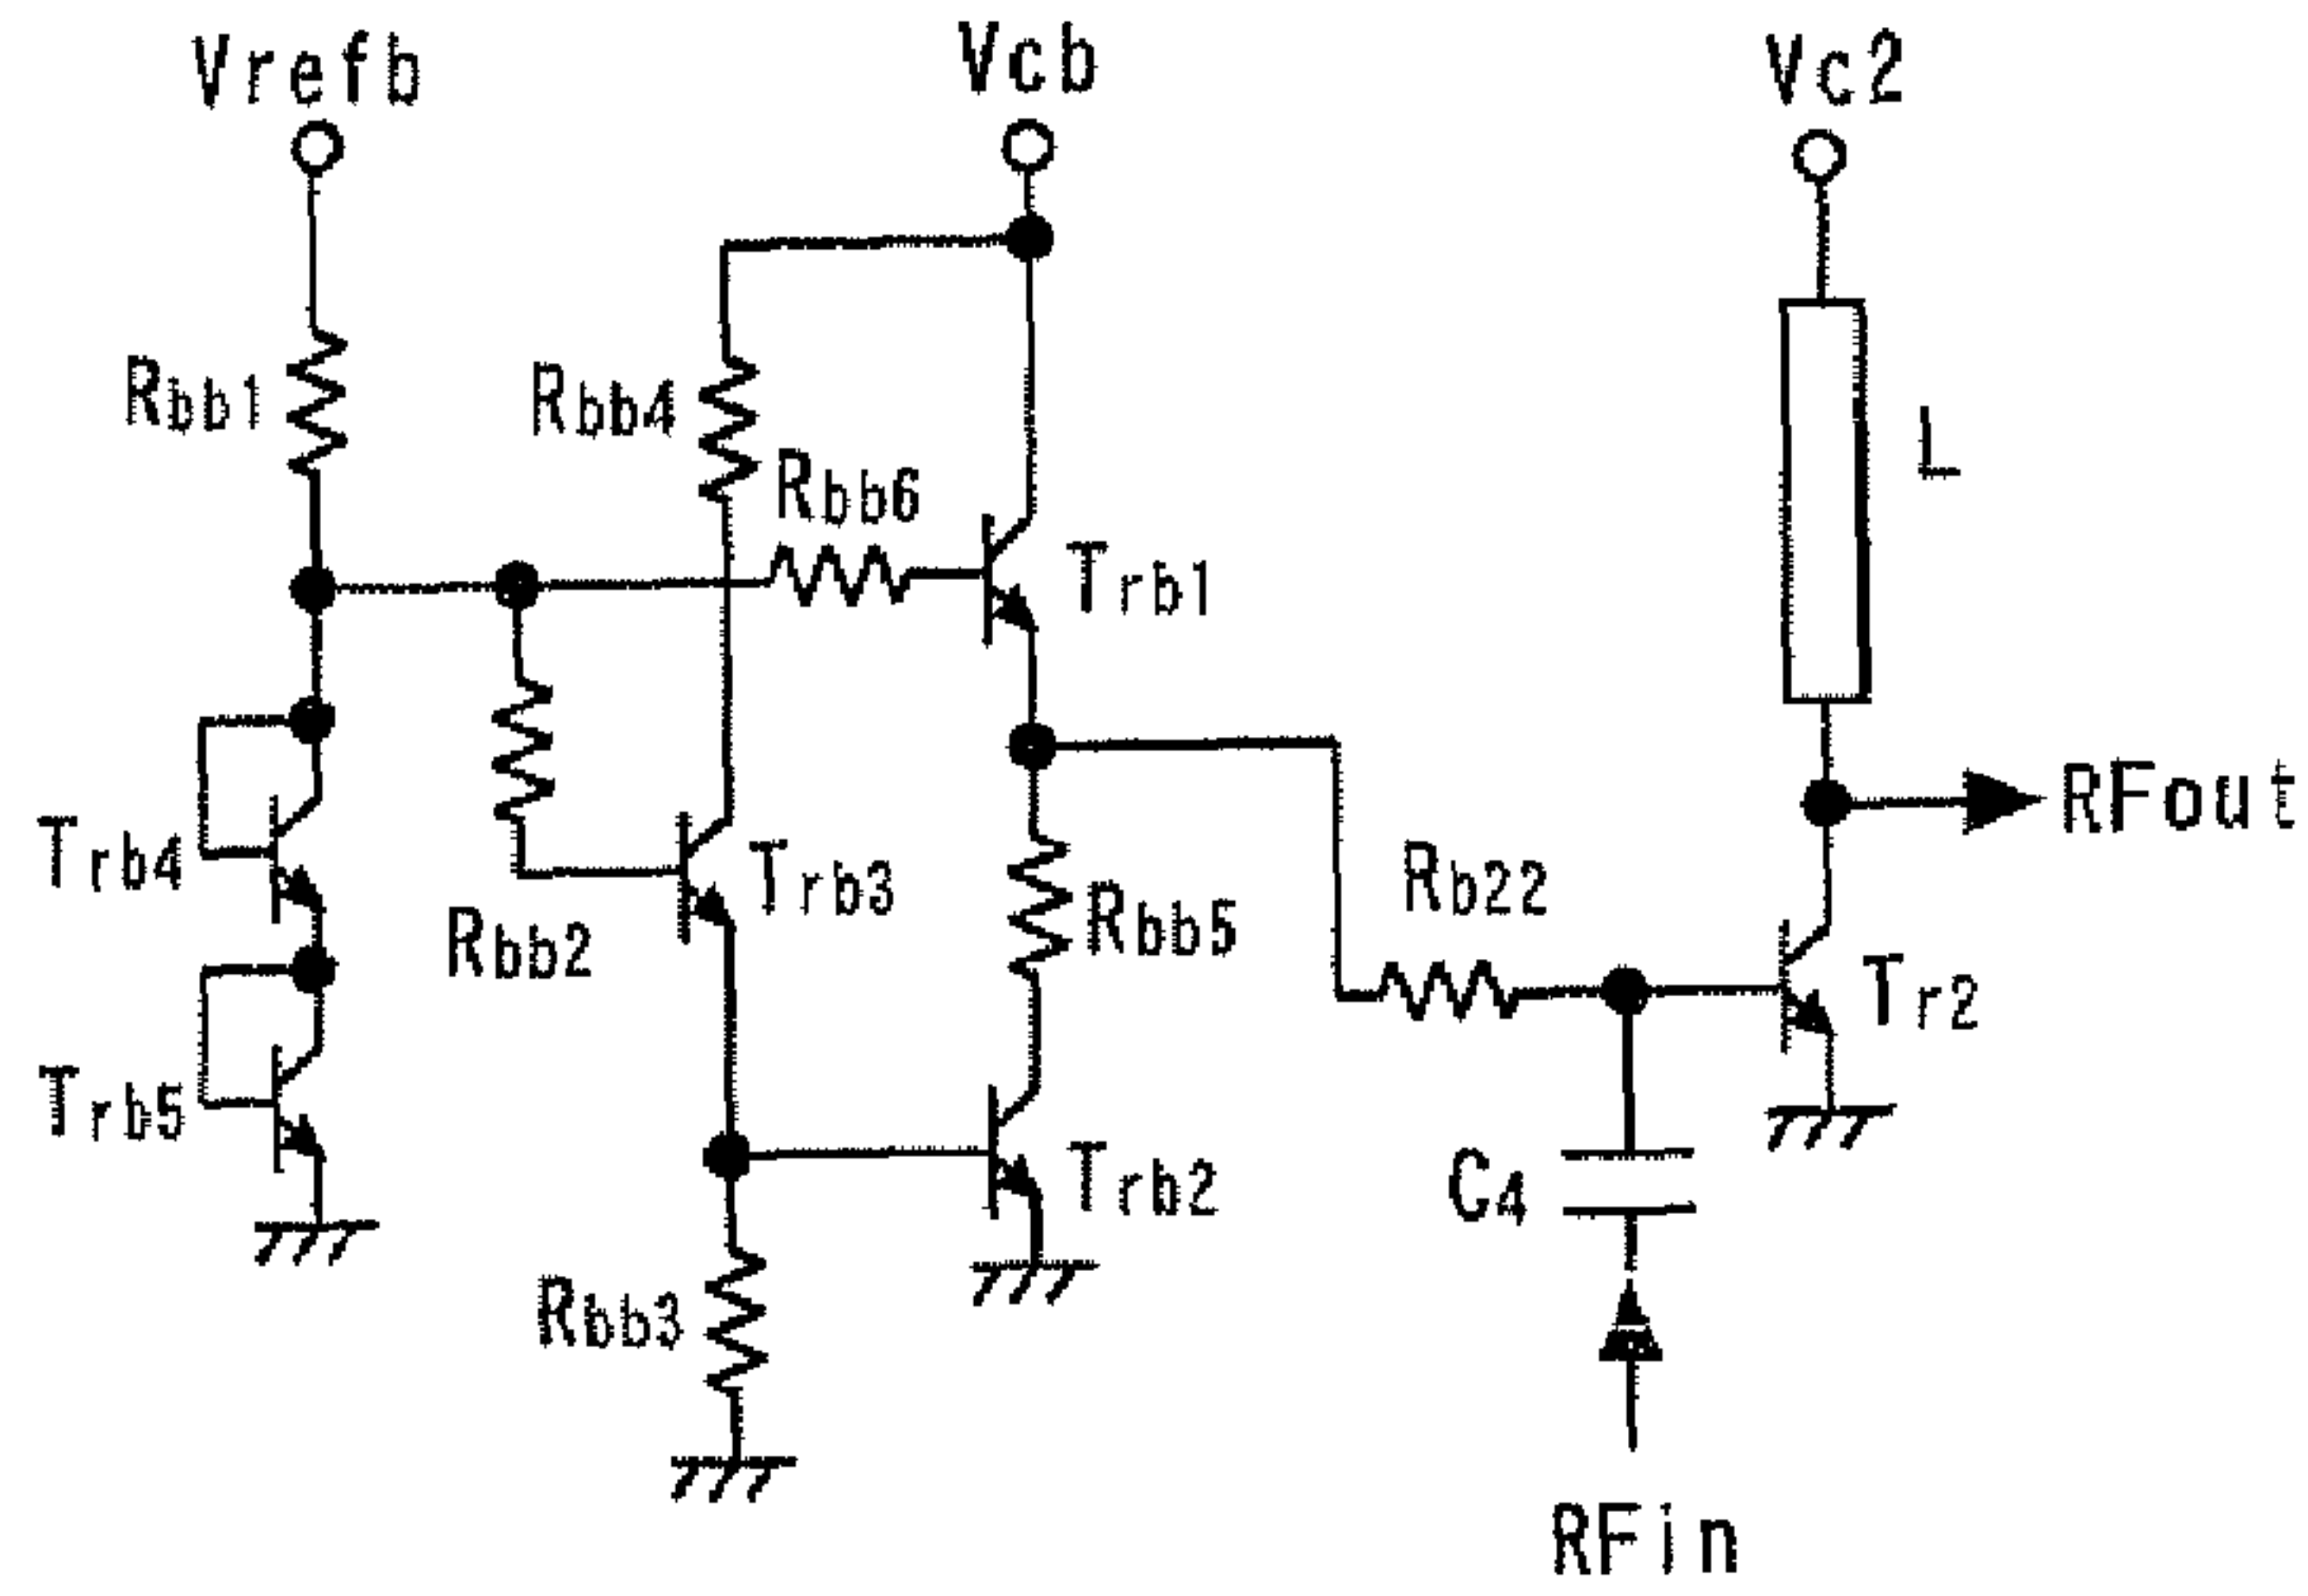 Vrefb
Vcb
Vc2
Rbb1
Rbb4
Rbb6
L
Trb1
RFout
Trb4
Trb3
Rbb2
Rbb5
Rb22
Tr2
Trb5
Trb2
C4
Rbb3
RFin